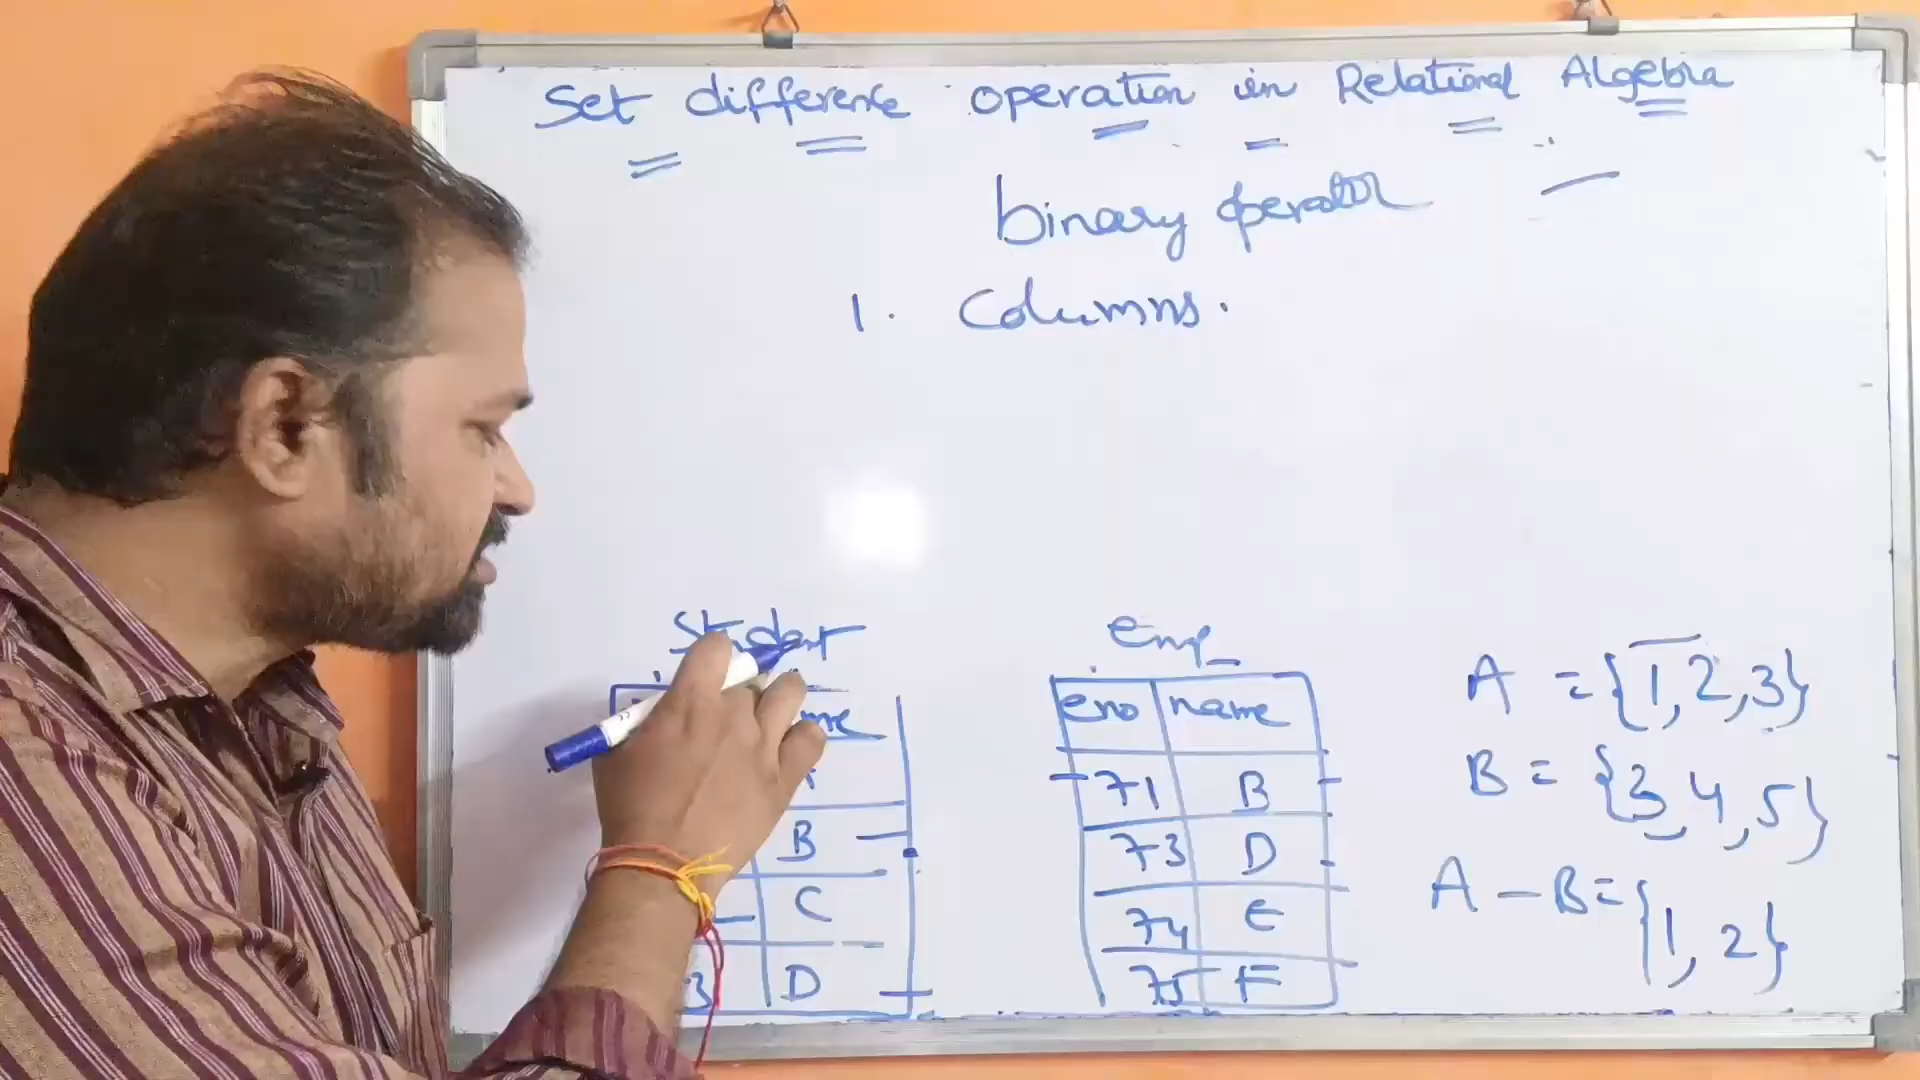 Set difference operation in Relational Algebra
binary operator
1. Columns.
Student
emp
eno name
71 B
73 D
74 E
75 F
B
C
3 D
A = {1,2,3}
B = {3,4,5}
A - B = {1, 2}